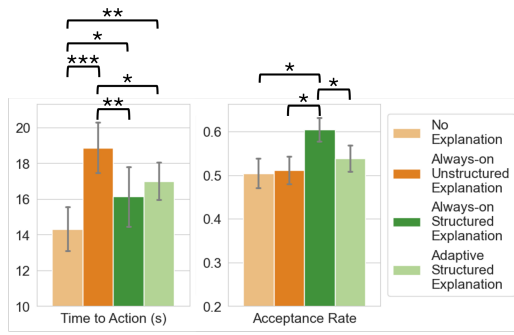 **
*
***
*
**
*
*
*
20
18
16
14
12
10
Time to Action (s)
0.6
0.5
0.4
0.3
0.2
Acceptance Rate
No
Explanation
Always-on
Unstructured
Explanation
Always-on
Structured
Explanation
Adaptive
Structured
Explanation